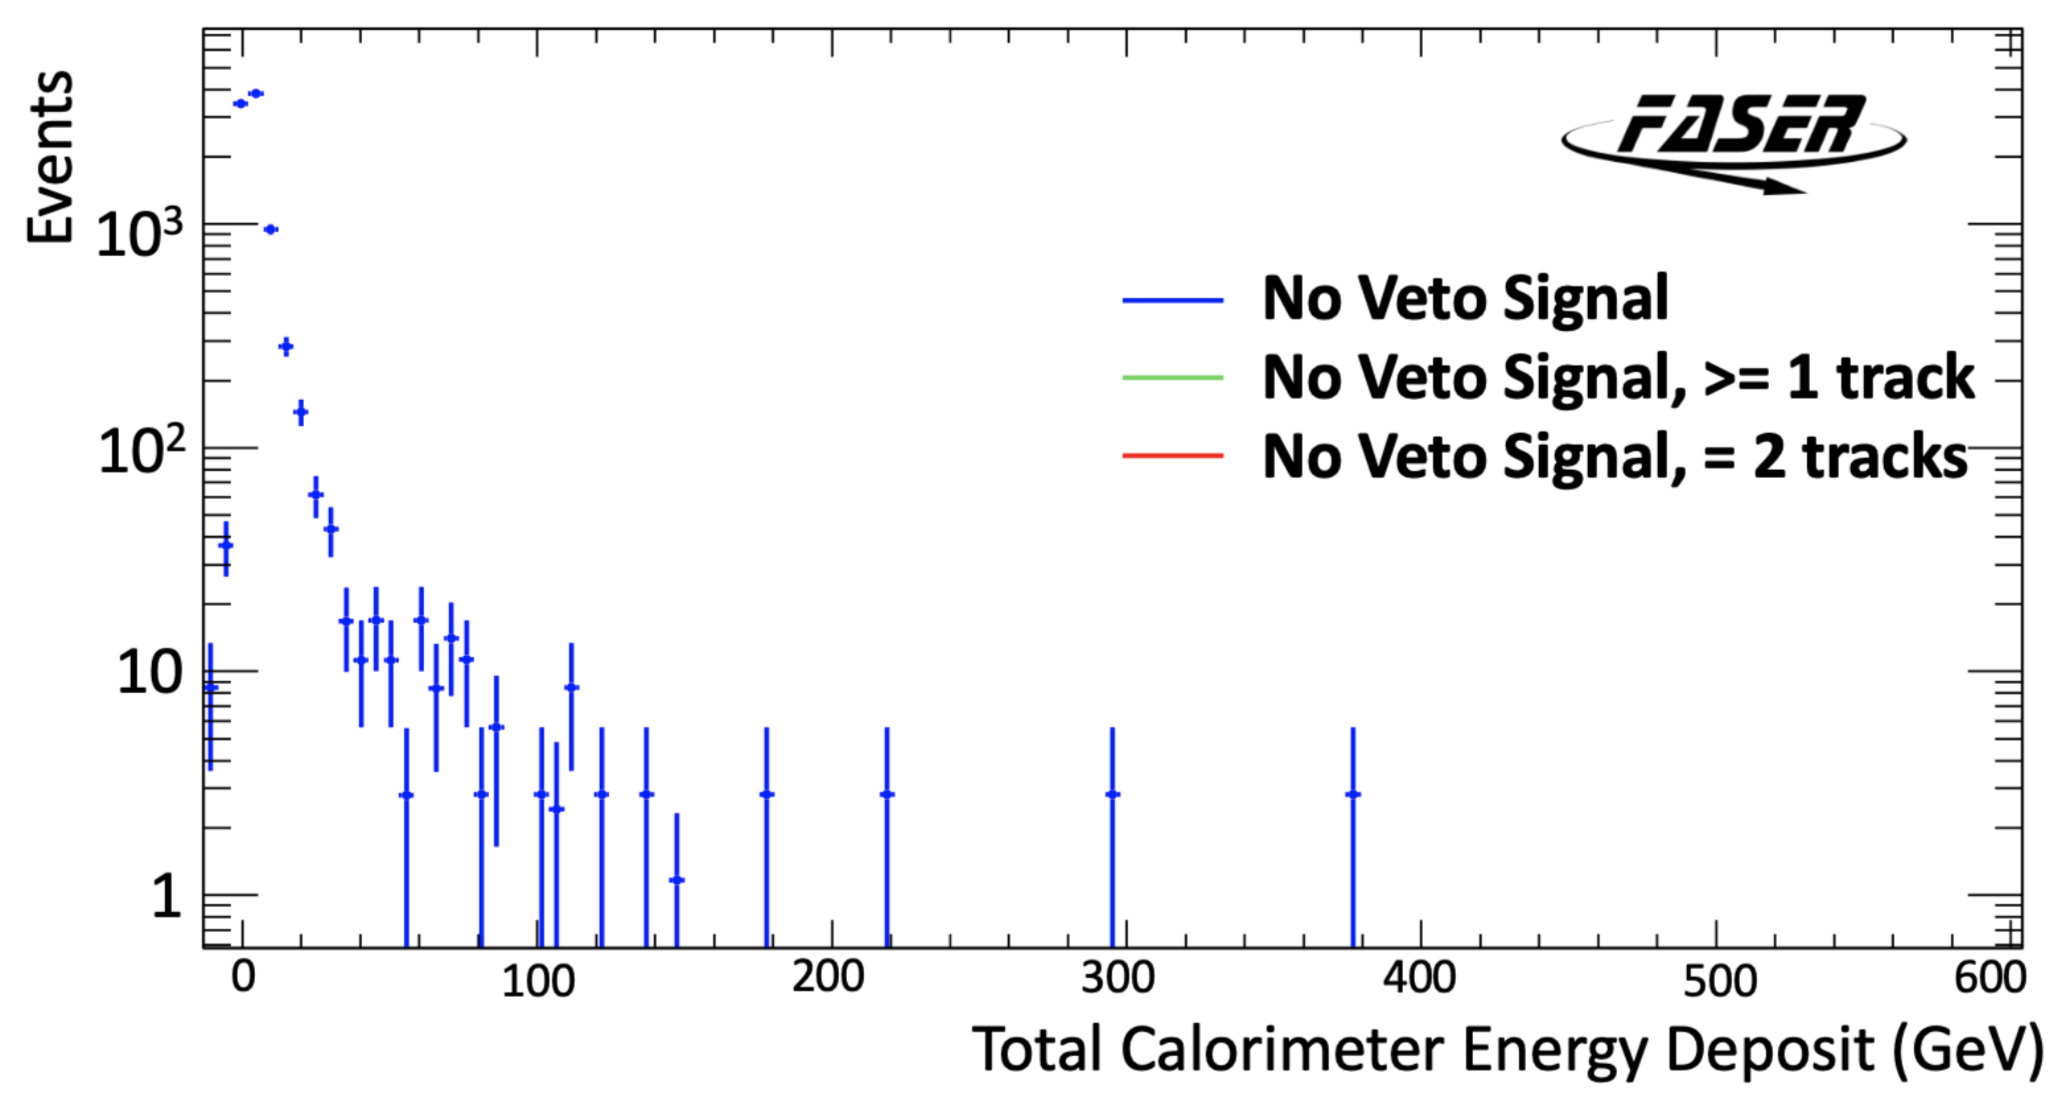 Events
FASER
10³
10²
10
1
No Veto Signal
No Veto Signal, >= 1 track
No Veto Signal, = 2 tracks
0 100 200 300 400 500 600
Total Calorimeter Energy Deposit (GeV)